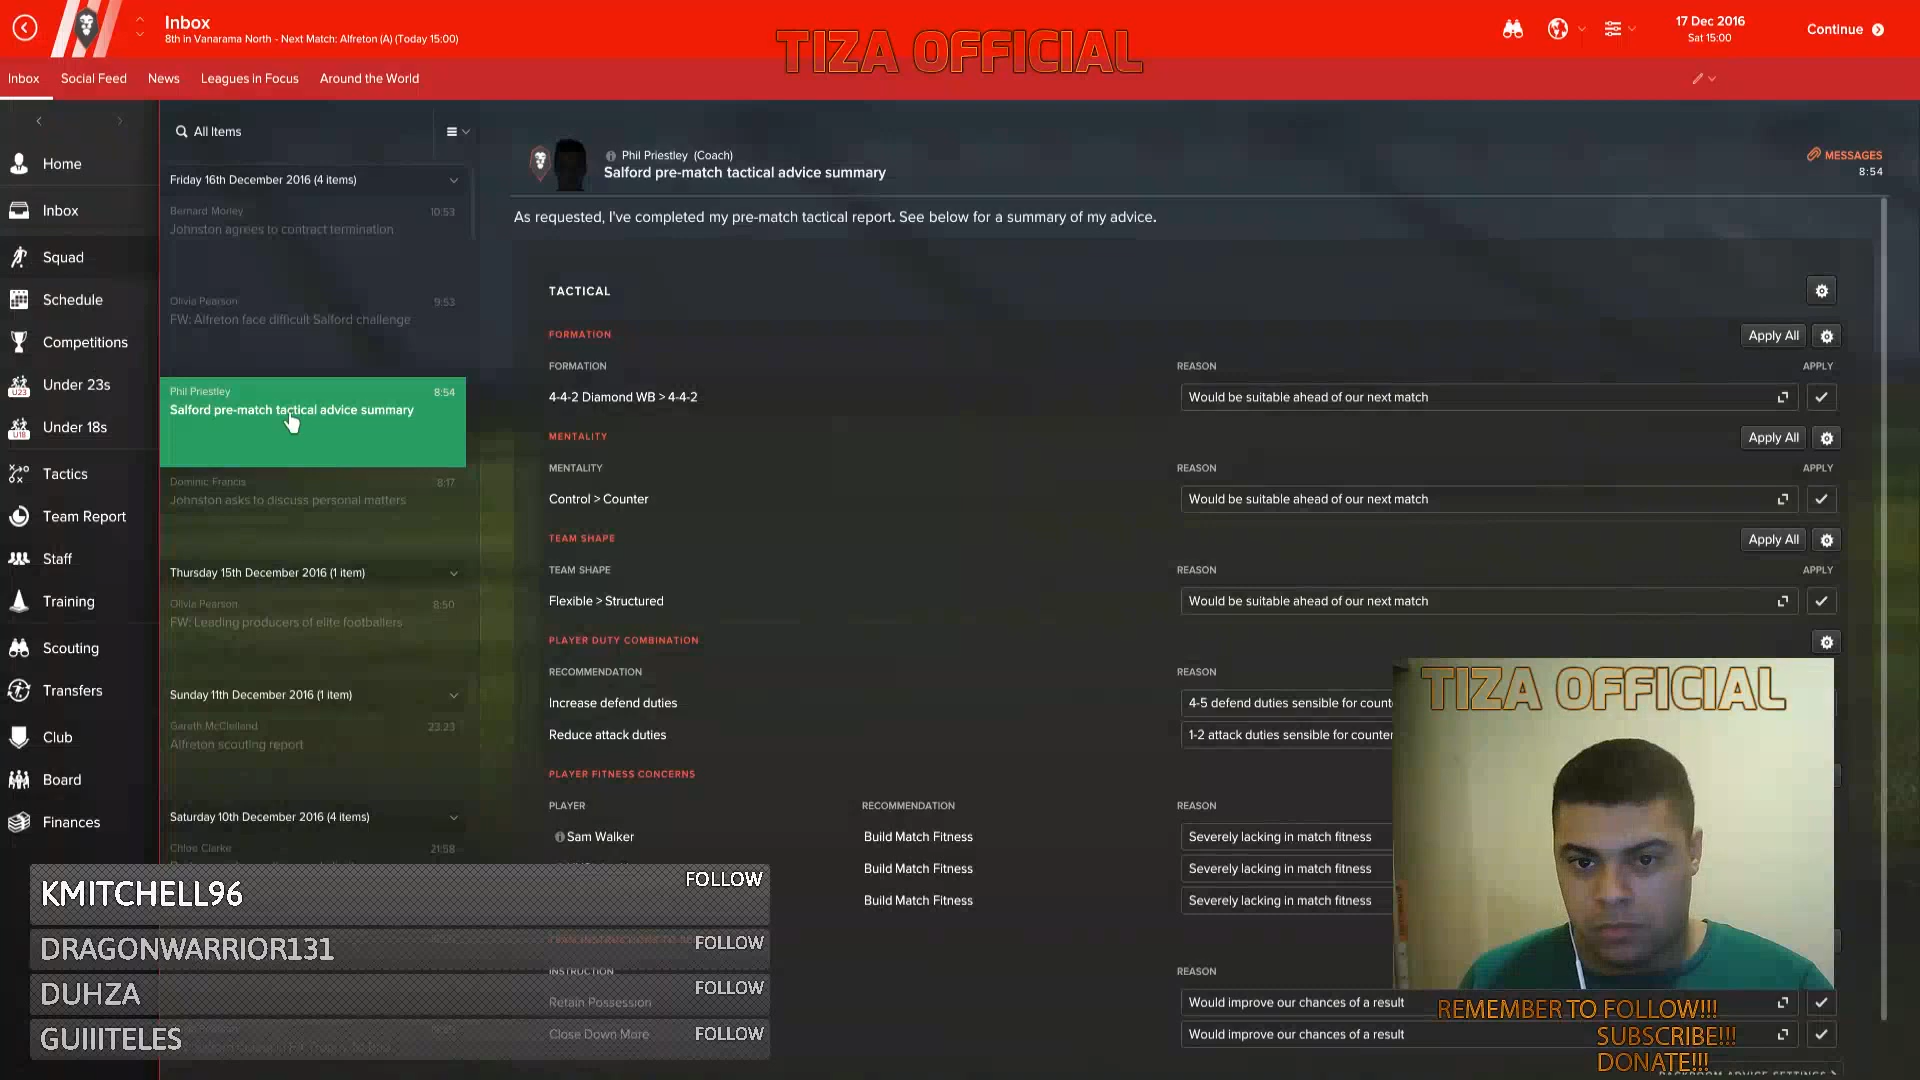 Inbox
8th in Vanarama North - Next Match: Alfreton (A) (Today 15:00)
TIZA OFFICIAL
17 Dec 2016
Sat 15:00
Continue
Inbox Social Feed News Leagues in Focus Around the World
Home
Inbox
Squad
Schedule
Competitions
U23 Under 23s
U18 Under 18s
Tactics
Team Report
Staff
Training
Scouting
Transfers
Club
Board
Finances
All Items
Friday 16th December 2016 (4 items)
Bernard Morley 10:53
Johnston agrees to contract termination
Olivia Pearson 9:53
FW: Alfreton face difficult Salford challenge
Phil Priestley 8:54
Salford pre-match tactical advice summary
Dominic Francis 8:17
Johnston asks to discuss personal matters
Thursday 15th December 2016 (1 item)
Olivia Pearson 8:50
FW: Leading producers of elite footballers
Sunday 11th December 2016 (1 item)
Gareth McClelland 23:23
Alfreton scouting report
Saturday 10th December 2016 (4 items)
Chloe Clarke 21:58
Phil Priestley (Coach)
Salford pre-match tactical advice summary
MESSAGES
8:54
As requested, I've completed my pre-match tactical report. See below for a summary of my advice.
TACTICAL
FORMATION Apply All
FORMATION REASON APPLY
4-4-2 Diamond WB > 4-4-2 Would be suitable ahead of our next match
MENTALITY Apply All
MENTALITY REASON APPLY
Control > Counter Would be suitable ahead of our next match
TEAM SHAPE Apply All
TEAM SHAPE REASON APPLY
Flexible > Structured Would be suitable ahead of our next match
PLAYER DUTY COMBINATION
RECOMMENDATION REASON
Increase defend duties 4-5 defend duties sensible for count
Reduce attack duties 1-2 attack duties sensible for counter
PLAYER FITNESS CONCERNS
PLAYER RECOMMENDATION REASON
Sam Walker Build Match Fitness Severely lacking in match fitness
Build Match Fitness Severely lacking in match fitness
Build Match Fitness Severely lacking in match fitness
INSTRUCTION REASON
Retain Possession Would improve our chances of a result
Close Down More Would improve our chances of a result
BACKROOM ADVICE SETTINGS >
KMITCHELL96 FOLLOW
DRAGONWARRIOR131 FOLLOW
DUHZA FOLLOW
GUIIITELES FOLLOW
TIZA OFFICIAL
REMEMBER TO FOLLOW!!!
SUBSCRIBE!!!
DONATE!!!